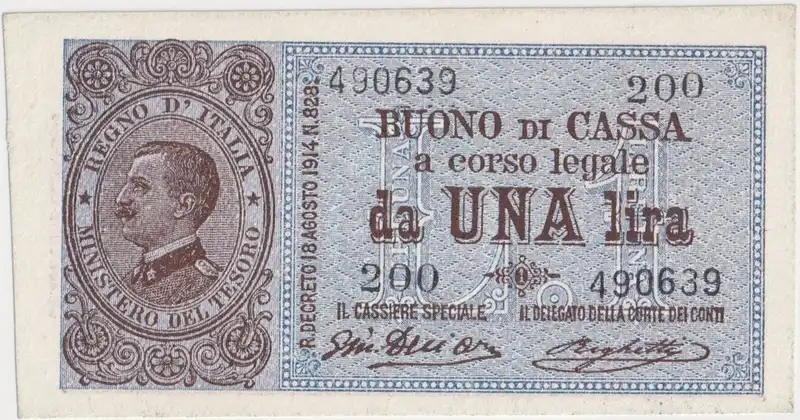 REGNO D' ITALIA
MINISTERO DEL TESORO
R. DECRETO 18 AGOSTO 1914. N. 828-
490639 200
BUONO DI CASSA
a corso legale
da UNA lira
200 490639
IL CASSIERE SPECIALE IL DELEGATO DELLA CORTE DEI CONTI